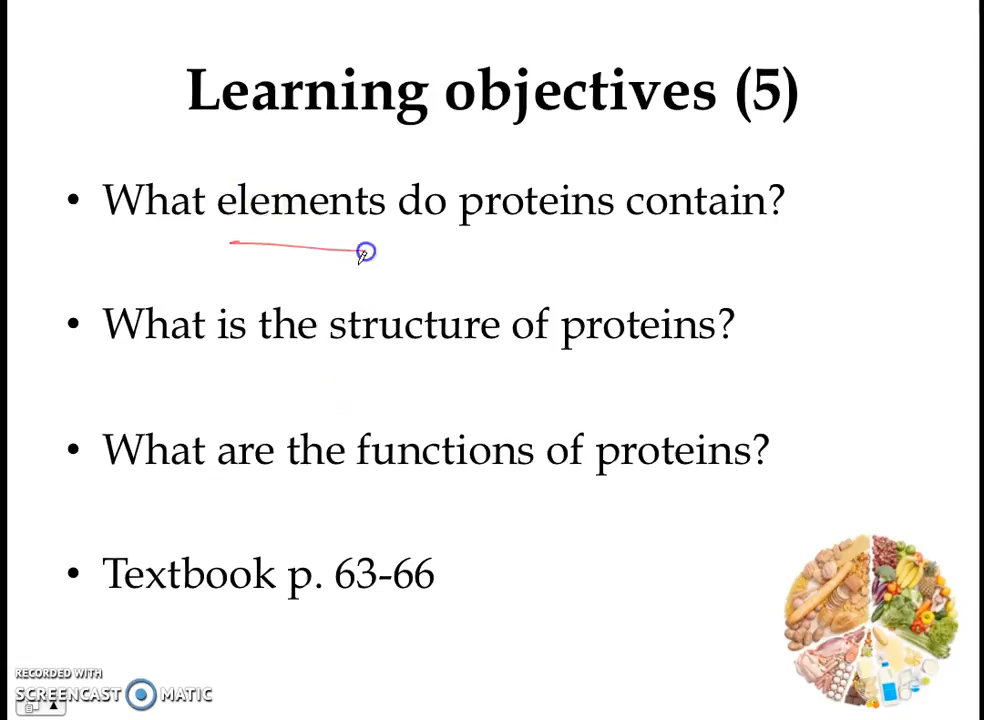 Learning objectives (5)
• What elements do proteins contain?
• What is the structure of proteins?
• What are the functions of proteins?
• Textbook p. 63-66
RECORDED WITH
SCREENCAST MATIC